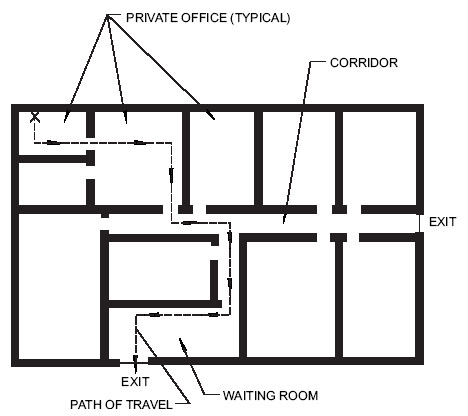 PRIVATE OFFICE (TYPICAL)
CORRIDOR
EXIT
EXIT
WAITING ROOM
PATH OF TRAVEL